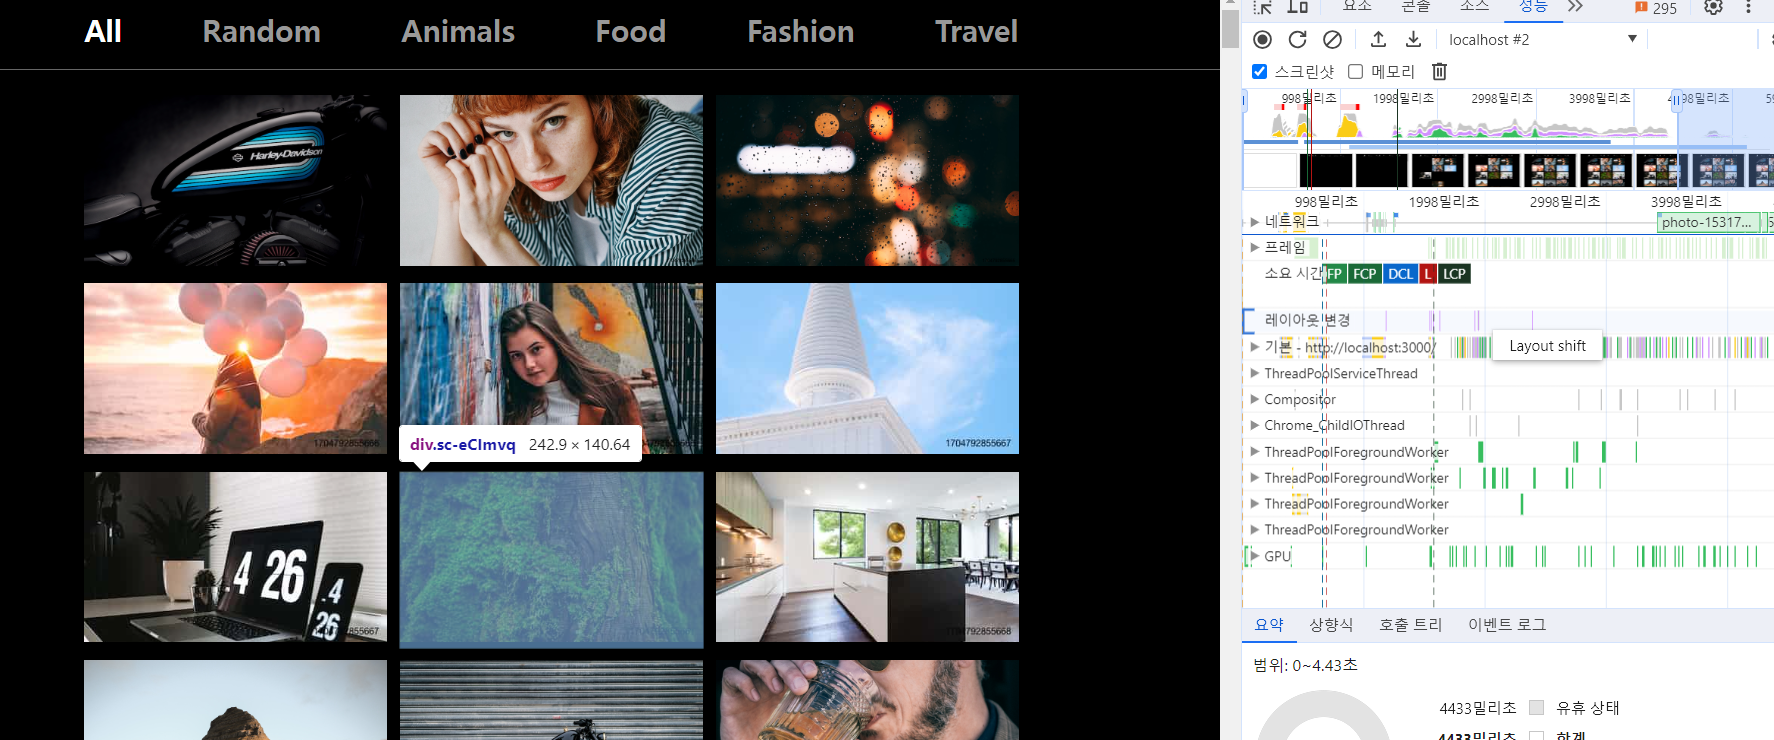 All Random Animals Food Fashion Travel
Harley-Davidson
1704792855666
1704792855667
div.sc-eCImvq 242.9 × 140.64
4 26
4
26
1704792855668
요소 콘솔 소스 성능 295
localhost #2
스크린샷 메모리
998밀리초 1998밀리초 2998밀리초 3998밀리초
998밀리초 1998밀리초 2998밀리초 3998밀리초
네트워크 photo-15317...
프레임
소요 시간 FP FCP DCL L LCP
레이아웃 변경
Layout shift
기본 - http://localhost:3000/
ThreadPoolServiceThread
Compositor
Chrome_ChildIOThread
ThreadPoolForegroundWorker
ThreadPoolForegroundWorker
ThreadPoolForegroundWorker
ThreadPoolForegroundWorker
GPU
요약 상향식 호출 트리 이벤트 로그
범위: 0~4.43초
4433밀리초 유휴 상태
4433밀리초 합계